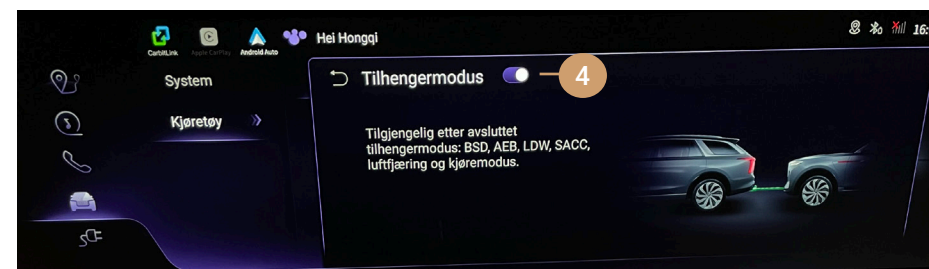 CarbitLink
Apple CarPlay
Android Auto
Hei Hongqi
16:
System
Tilhengermodus
4
Kjøretøy
Tilgjengelig etter avsluttet
tilhengermodus: BSD, AEB, LDW, SACC,
luftfjæring og kjøremodus.